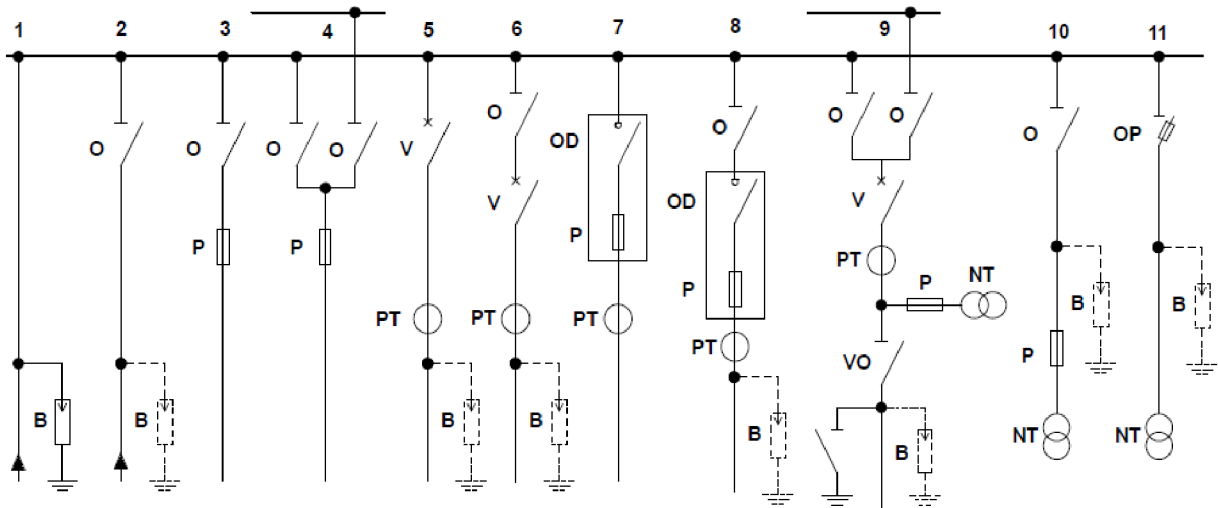 1 2 3 4 5 6 7 8 9 10 11
O O O O V O V OD P O OD P O O V O OP
P P PT PT PT PT PT P NT P
VO
B B B B B B B B
NT NT